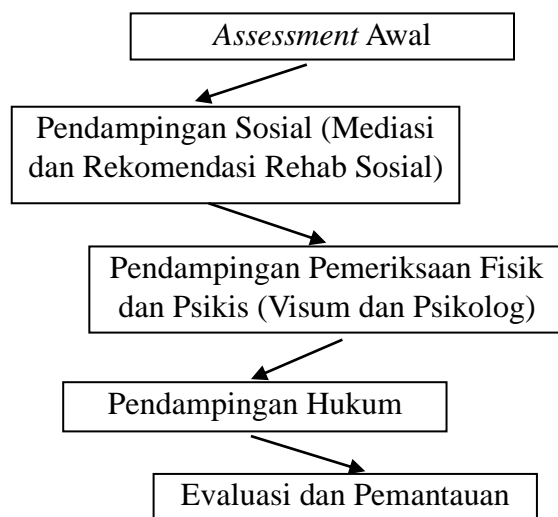 Assessment Awal
Pendampingan Sosial (Mediasi
dan Rekomendasi Rehab Sosial)
Pendampingan Pemeriksaan Fisik
dan Psikis (Visum dan Psikolog)
Pendampingan Hukum
Evaluasi dan Pemantauan